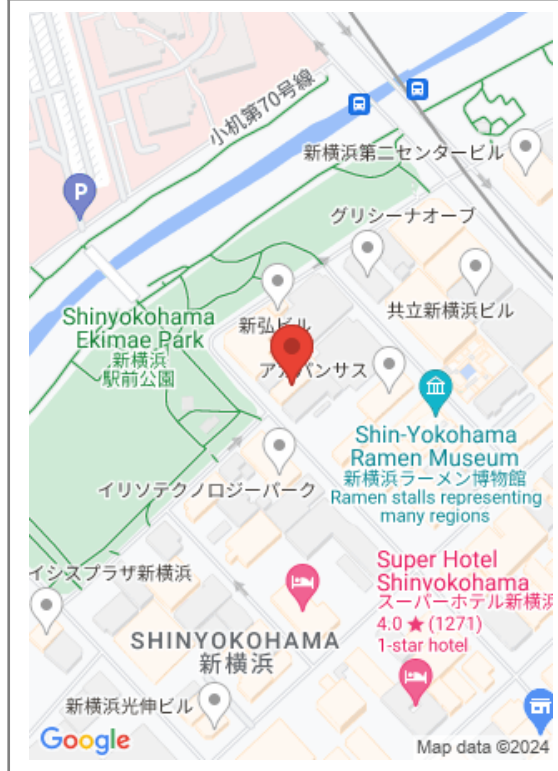 小机第70号線
P
新横浜第二センタービル
グリシーナオーブ
Shinyokohama
Ekimae Park
新横浜
駅前公園
新弘ビル
共立新横浜ビル
Shin-Yokohama
Ramen Museum
新横浜ラーメン博物館
Ramen stalls representing
many regions
イリソテクノロジーパーク
イシスプラザ新横浜
Super Hotel
Shinyokohama
スーパーホテル新横浜
4.0 ★ (1271)
1-star hotel
SHINYOKOHAMA
新横浜
新横浜光伸ビル
Google
Map data ©2024